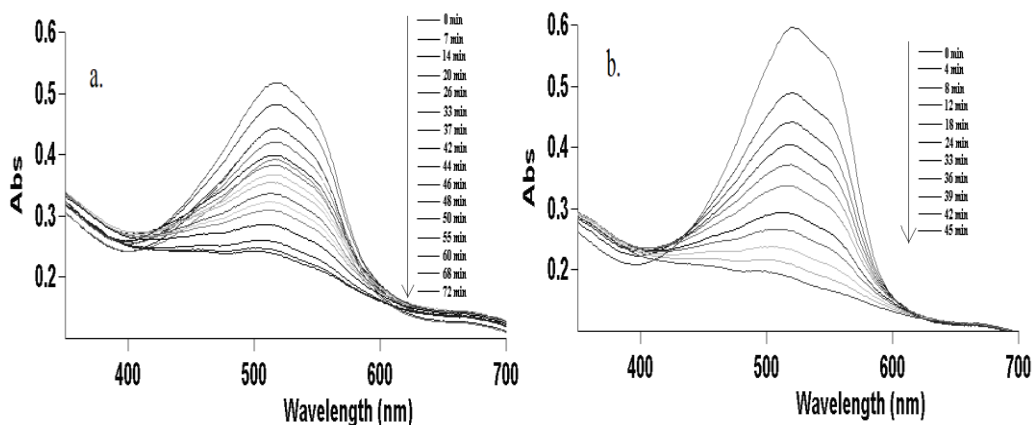 a.
0.6
0.5
0.4
0.3
0.2
Abs
400
500
600
700
Wavelength (nm)
0 min
7 min
14 min
20 min
26 min
33 min
37 min
42 min
44 min
46 min
48 min
50 min
55 min
60 min
68 min
72 min
b.
0.6
0.5
0.4
0.3
0.2
Abs
400
500
600
700
Wavelength (nm)
0 min
4 min
8 min
12 min
18 min
24 min
33 min
36 min
39 min
42 min
45 min